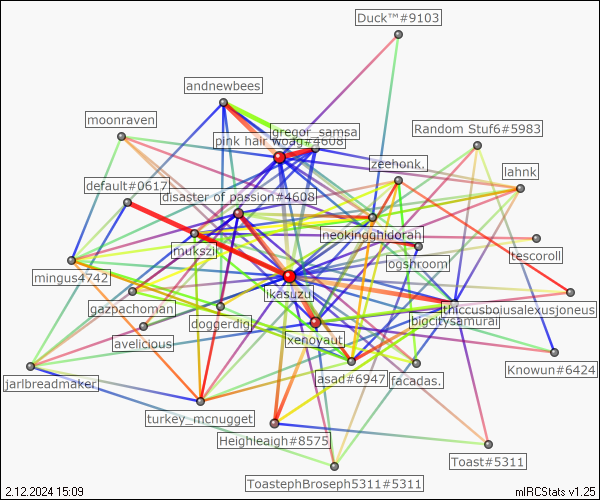 Duck™#9103
andnewbees
moonraven
gregor_samsa
pink hair woag#4608
Random Stuf6#5983
zeehonk.
lahnk
default#0617
disaster of passion#4608
neokingghidorah
mukszi
ogshroom
tescoroll
mingus4742
ikasuzu
gazpachoman
thiccusboiusalexusjoneus
doggerdigi
bigcitysamurai
avelicious
xenoyaut
Knowun#6424
jarlbreadmaker
asad#6947
facadas.
turkey_mcnugget
Heighleaigh#8575
Toast#5311
ToastephBroseph5311#5311
2.12.2024 15:09
mIRCStats v1.25